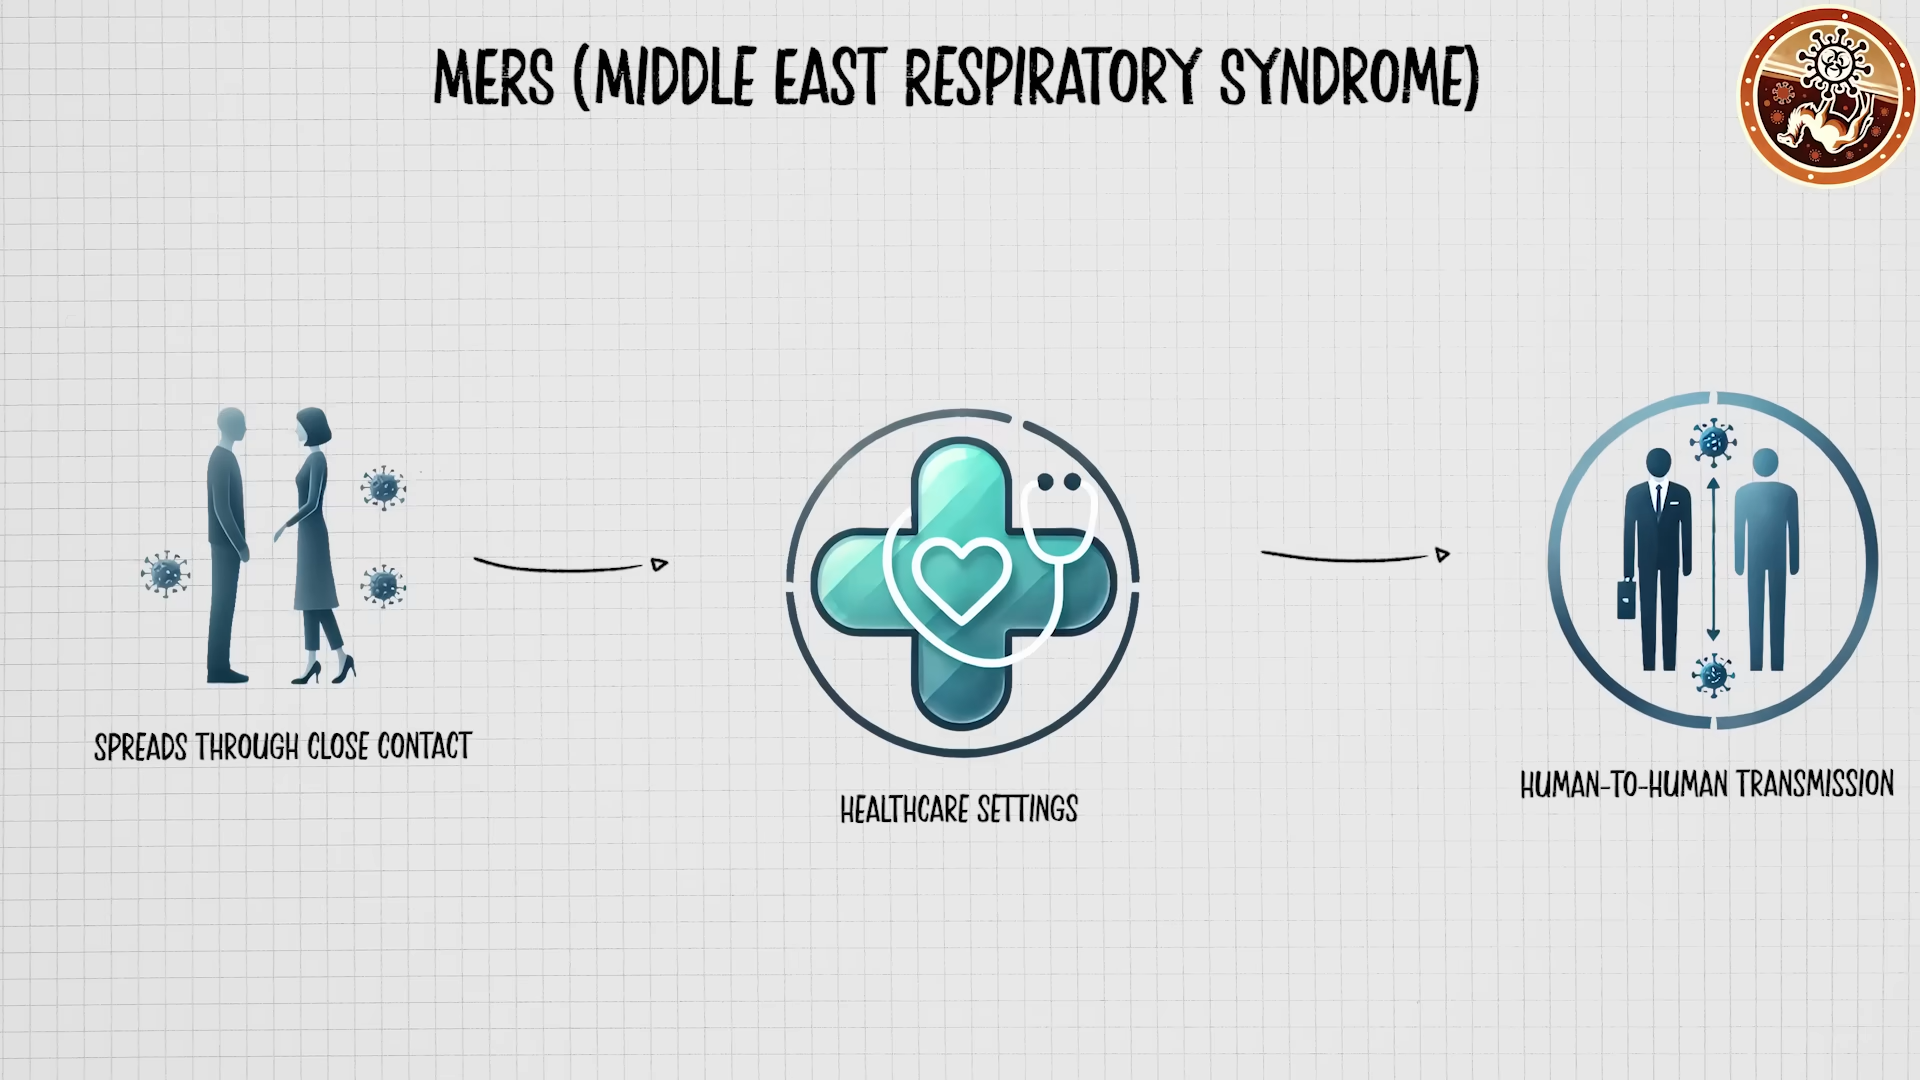 MERS (MIDDLE EAST RESPIRATORY SYNDROME)
SPREADS THROUGH CLOSE CONTACT
HEALTHCARE SETTINGS
HUMAN-TO-HUMAN TRANSMISSION